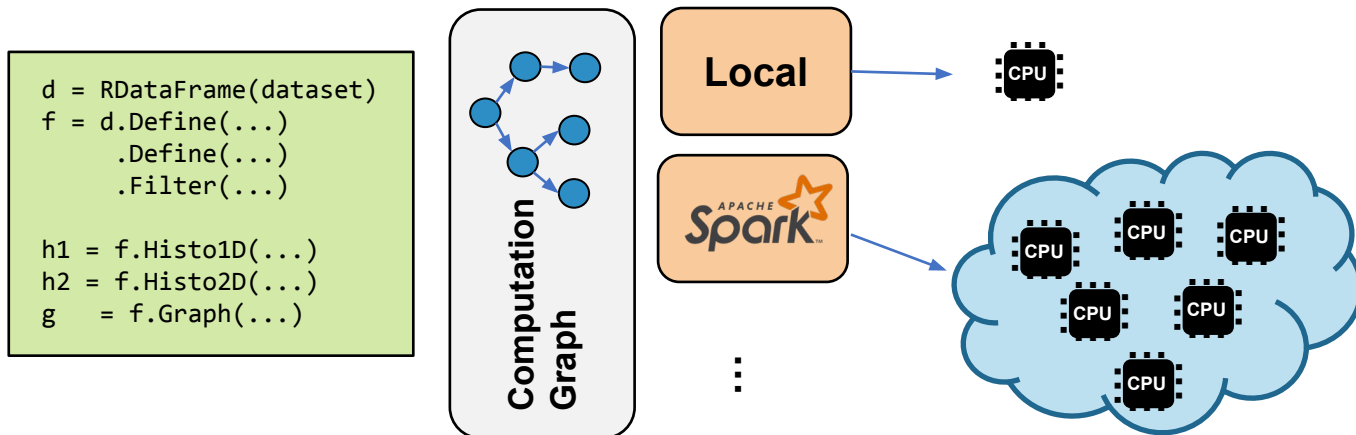 d = RDataFrame(dataset)
f = d.Define(...)
.Define(...)
.Filter(...)
h1 = f.Histo1D(...)
h2 = f.Histo2D(...)
g = f.Graph(...)
Computation
Graph
Local
APACHE
Spark™
...
CPU
CPU
CPU
CPU
CPU
CPU
CPU